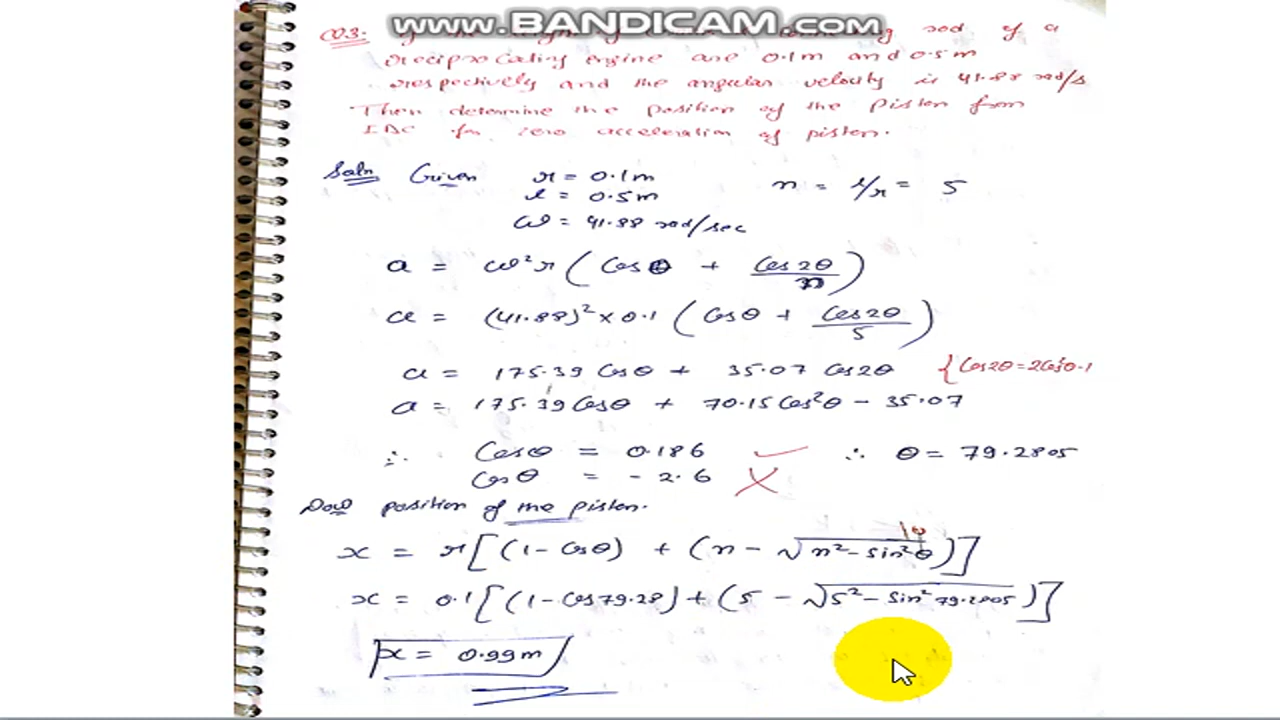 www.BANDICAM.com
Q3. of a
reciprocating engine are 0.1m and 0.5m
respectively and the angular velocity is 41.88 rad/s
Then determine the position of the Piston from
IDC for zero acceleration of piston.
Soln Given r = 0.1m n = l/r = 5
l = 0.5m
ω = 41.88 rad/sec
a = ω²r ( Cosθ + Cos2θ/n )
a = (41.88)² × 0.1 ( Cosθ + Cos2θ/5 )
a = 175.39 Cosθ + 35.07 Cos2θ { Cos2θ = 2Cos²θ-1
a = 175.39 Cosθ + 70.15 Cos²θ - 35.07
∴ Cosθ = 0.186 ✓ ∴ θ = 79.2805
Cosθ = - 2.6 ✗
Now position of the piston.
x = r [ (1 - Cosθ) + (n - √n² - sin²θ ) ]
x = 0.1 [ (1 - Cos79.28) + (5 - √5² - sin² 79.2805 ) ]
x = 0.99m